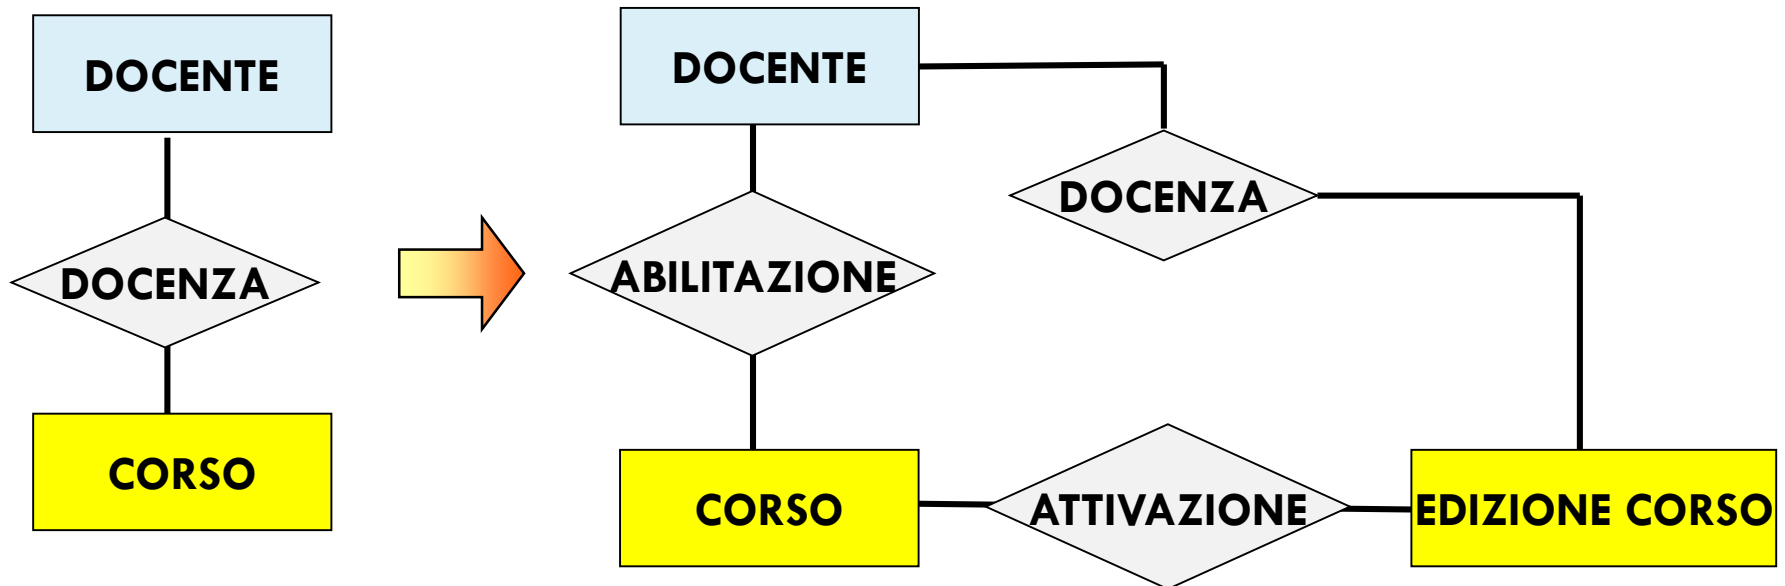 DOCENTE
DOCENZA
CORSO
DOCENTE
DOCENZA
ABILITAZIONE
CORSO
ATTIVAZIONE
EDIZIONE CORSO